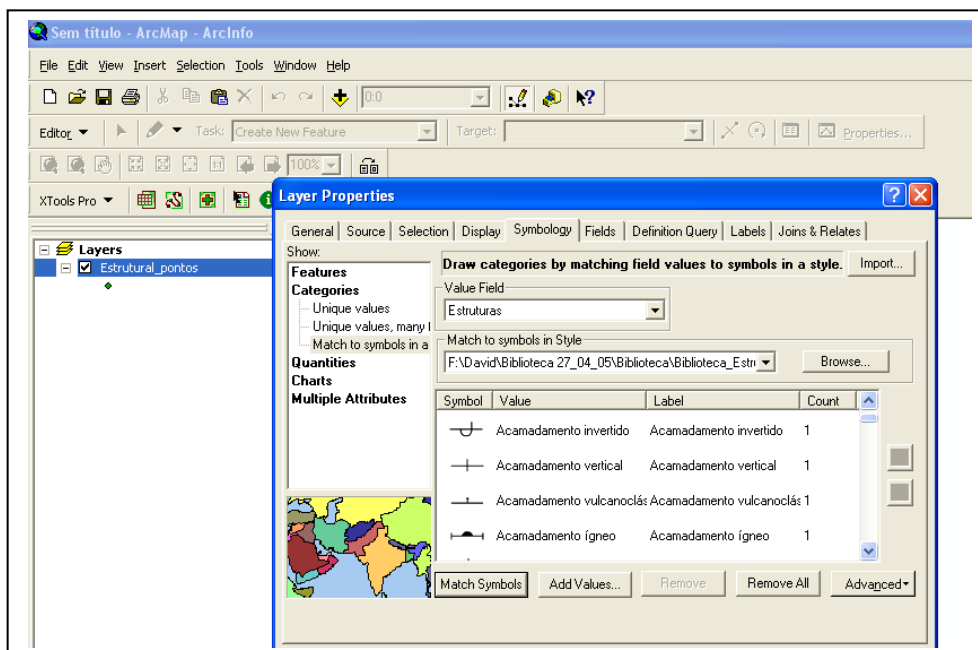 Sem título - ArcMap - ArcInfo
File Edit View Insert Selection Tools Window Help
0:0
Editor Task: Create New Feature Target: Properties...
100%
XTools Pro
Layer Properties
General Source Selection Display Symbology Fields Definition Query Labels Joins & Relates
Layers
Estrutural_pontos
Show:
Features
Categories
Unique values
Unique values, many
Match to symbols in a
Quantities
Charts
Multiple Attributes
Draw categories by matching field values to symbols in a style. Import...
Value Field
Estruturas
Match to symbols in Style
F:\David\Biblioteca 27_04_05\Biblioteca\Biblioteca_Estr Browse...
Symbol Value Label Count
Acamadamento invertido Acamadamento invertido 1
Acamadamento vertical Acamadamento vertical 1
Acamadamento vulcanoclás Acamadamento vulcanoclás 1
Acamadamento ígneo Acamadamento ígneo 1
Match Symbols Add Values... Remove Remove All Advanced